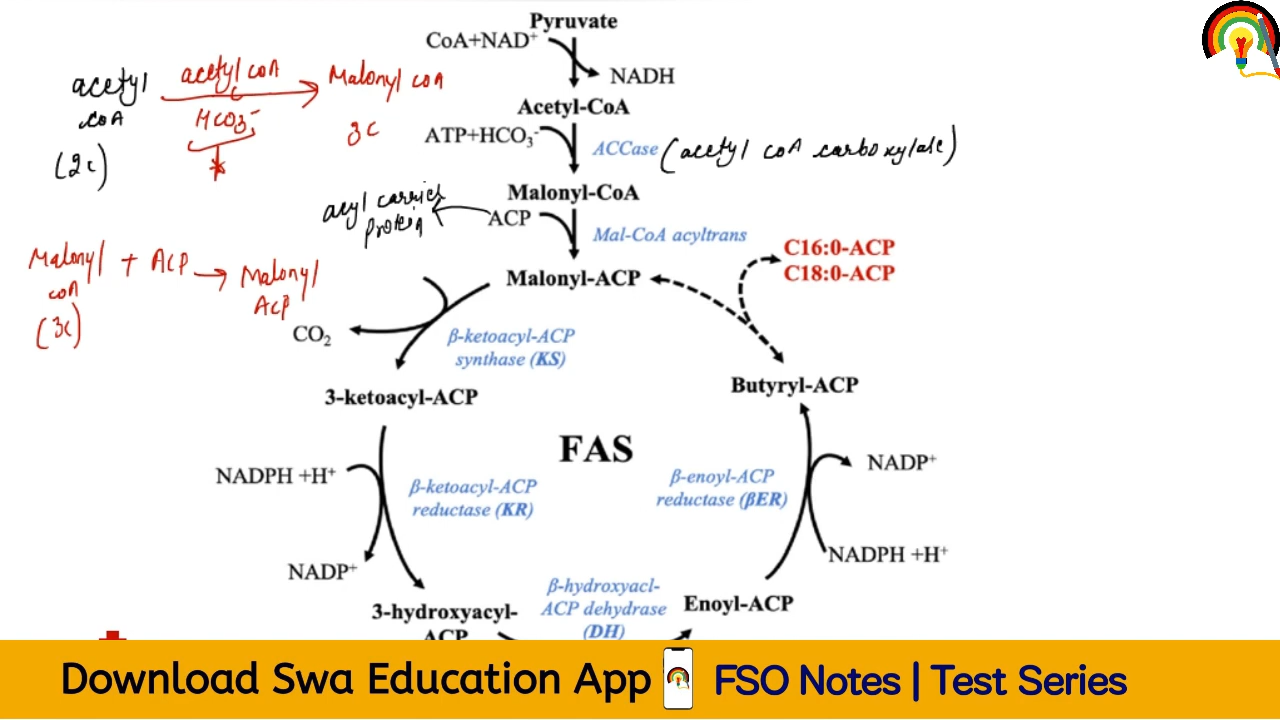 Pyruvate
CoA+NAD⁺
NADH
Acetyl-CoA
ATP+HCO₃⁻
ACCase
(acetyl coA carboxylase)
Malonyl-CoA
ACP
acyl carrier
protein
Mal-CoA acyltrans
Malonyl-ACP
C16:0-ACP
C18:0-ACP
CO₂
β-ketoacyl-ACP
synthase (KS)
3-ketoacyl-ACP
Butyryl-ACP
FAS
NADPH +H⁺
β-ketoacyl-ACP
reductase (KR)
NADP⁺
β-enoyl-ACP
reductase (βER)
NADP⁺
NADPH +H⁺
3-hydroxyacyl-
ACP
β-hydroxyacl-
ACP dehydrase
(DH)
Enoyl-ACP
acetyl
coA
(2c)
acetyl coA
HCO₃⁻
Malonyl coA
3c
Malonyl + ACP → Malonyl
coA
ACP
(3c)
Download Swa Education App
FSO Notes | Test Series